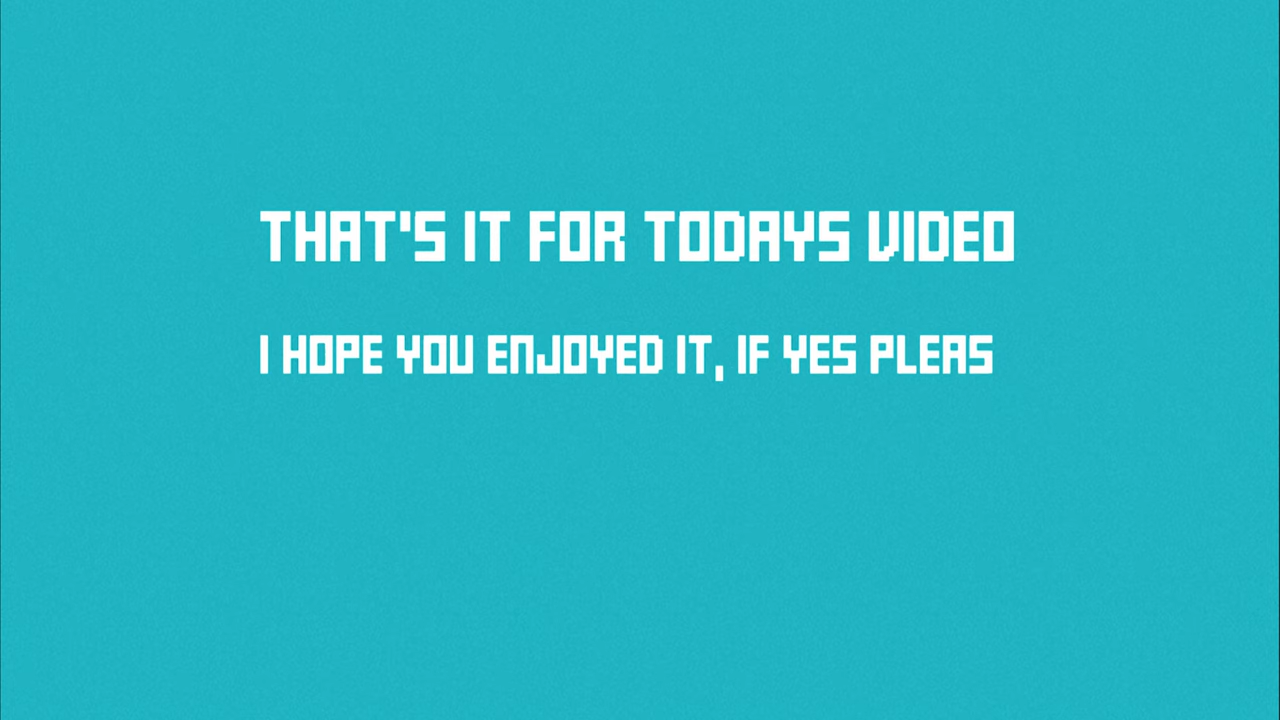 THAT'S IT FOR TODAYS VIDEO
I HOPE YOU ENJOYED IT, IF YES PLEAS